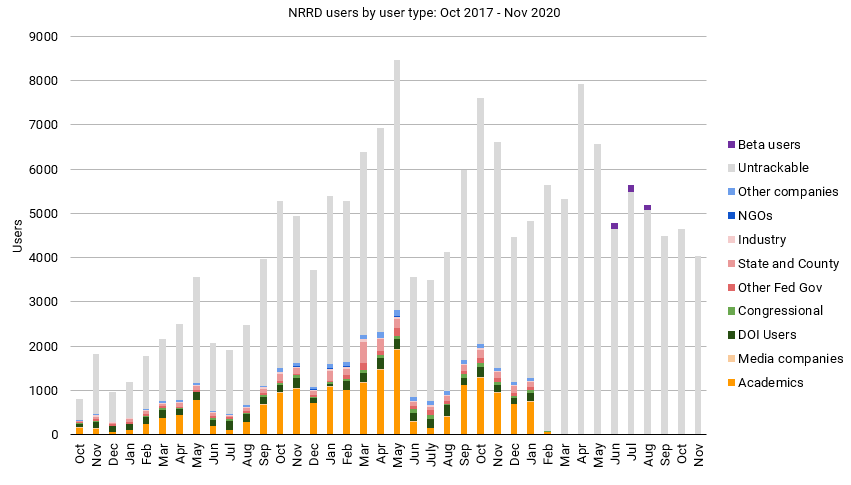 NRRD users by user type: Oct 2017 - Nov 2020
9000
8000
7000
6000
5000
4000
3000
2000
1000
0
Users
Oct
Nov
Dec
Jan
Feb
Mar
Apr
May
Jun
Jul
Aug
Sep
Oct
Nov
Dec
Jan
Feb
Mar
Apr
May
Jun
July
Aug
Sep
Oct
Nov
Dec
Jan
Feb
Mar
Apr
May
Jun
Jul
Aug
Sep
Oct
Nov
Beta users
Untrackable
Other companies
NGOs
Industry
State and County
Other Fed Gov
Congressional
DOI Users
Media companies
Academics